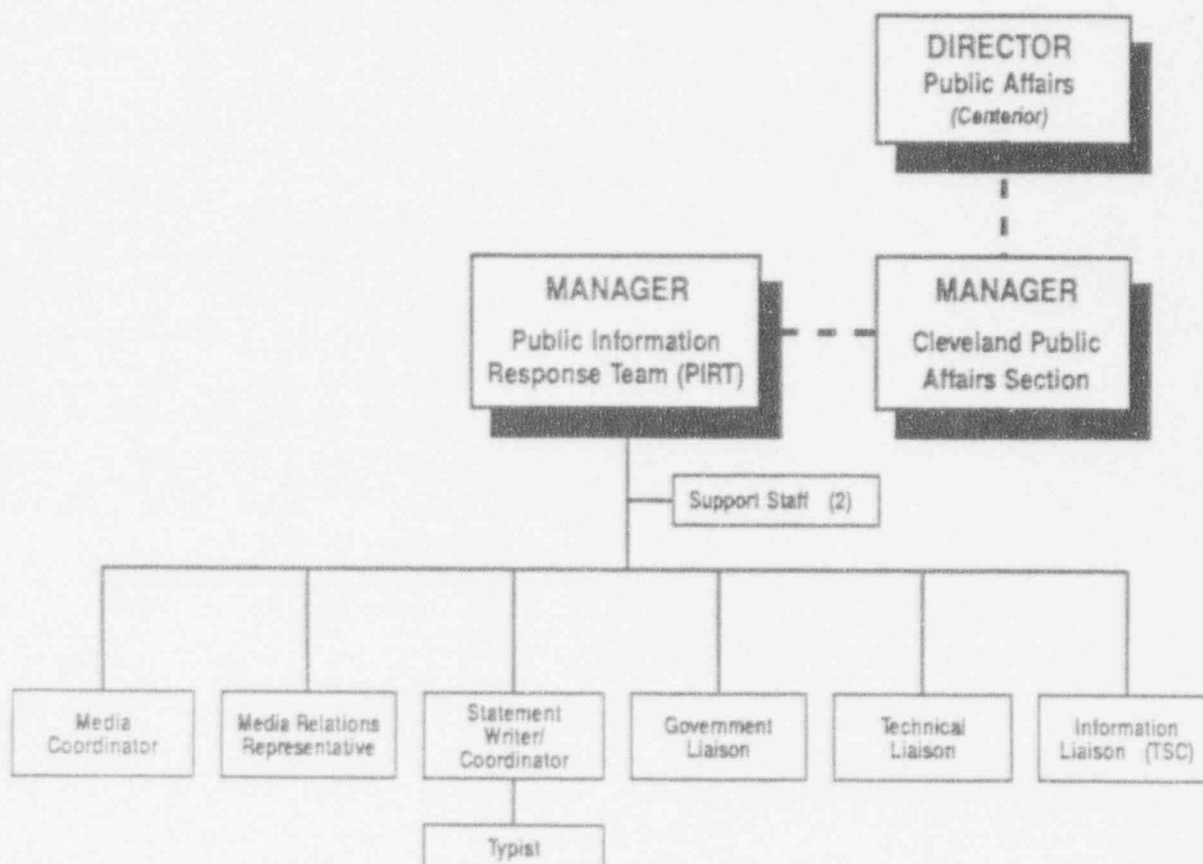 DIRECTOR
Public Affairs
(Centerior)
MANAGER
Public Information
Response Team (PIRT)
MANAGER
Cleveland Public
Affairs Section
Support Staff (2)
Media
Coordinator
Media Relations
Representative
Statement
Writer/
Coordinator
Government
Liaison
Technical
Liaison
Information
Liaison (TSC)
Typist